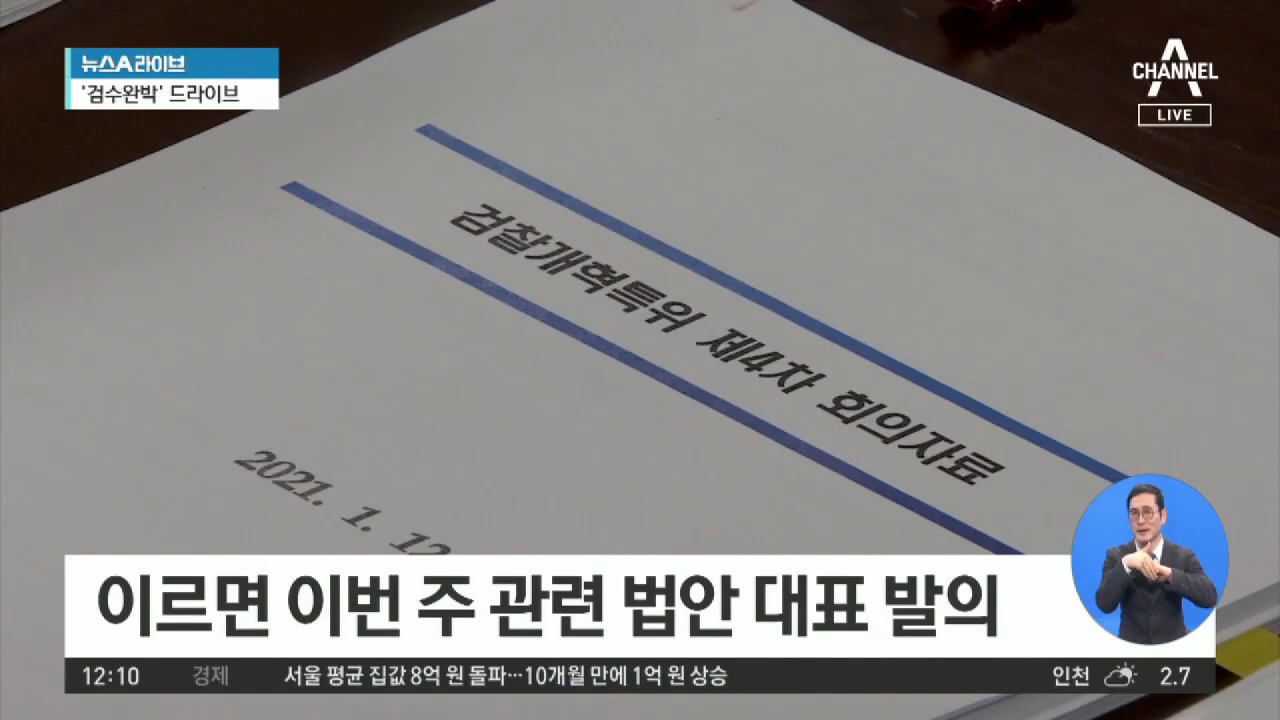 뉴스A라이브
'검수완박' 드라이브
CHANNEL A
LIVE
검찰개혁특위 제4차 회의자료
2021. 1. 12
이르면 이번 주 관련 법안 대표 발의
12:10 경제 서울 평균 집값 8억 원 돌파…10개월 만에 1억 원 상승 인천 2.7